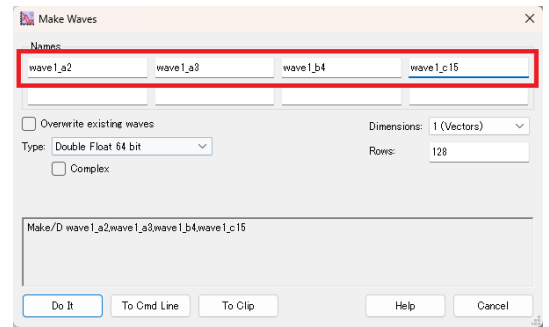 Make Waves
Names
wave1_a2 wave1_a3 wave1_b4 wave1_c15
Overwrite existing waves
Dimensions: 1 (Vectors)
Type: Double Float 64 bit
Rows: 128
Complex
Make/D wave1_a2,wave1_a3,wave1_b4,wave1_c15
Do It To Cmd Line To Clip Help Cancel